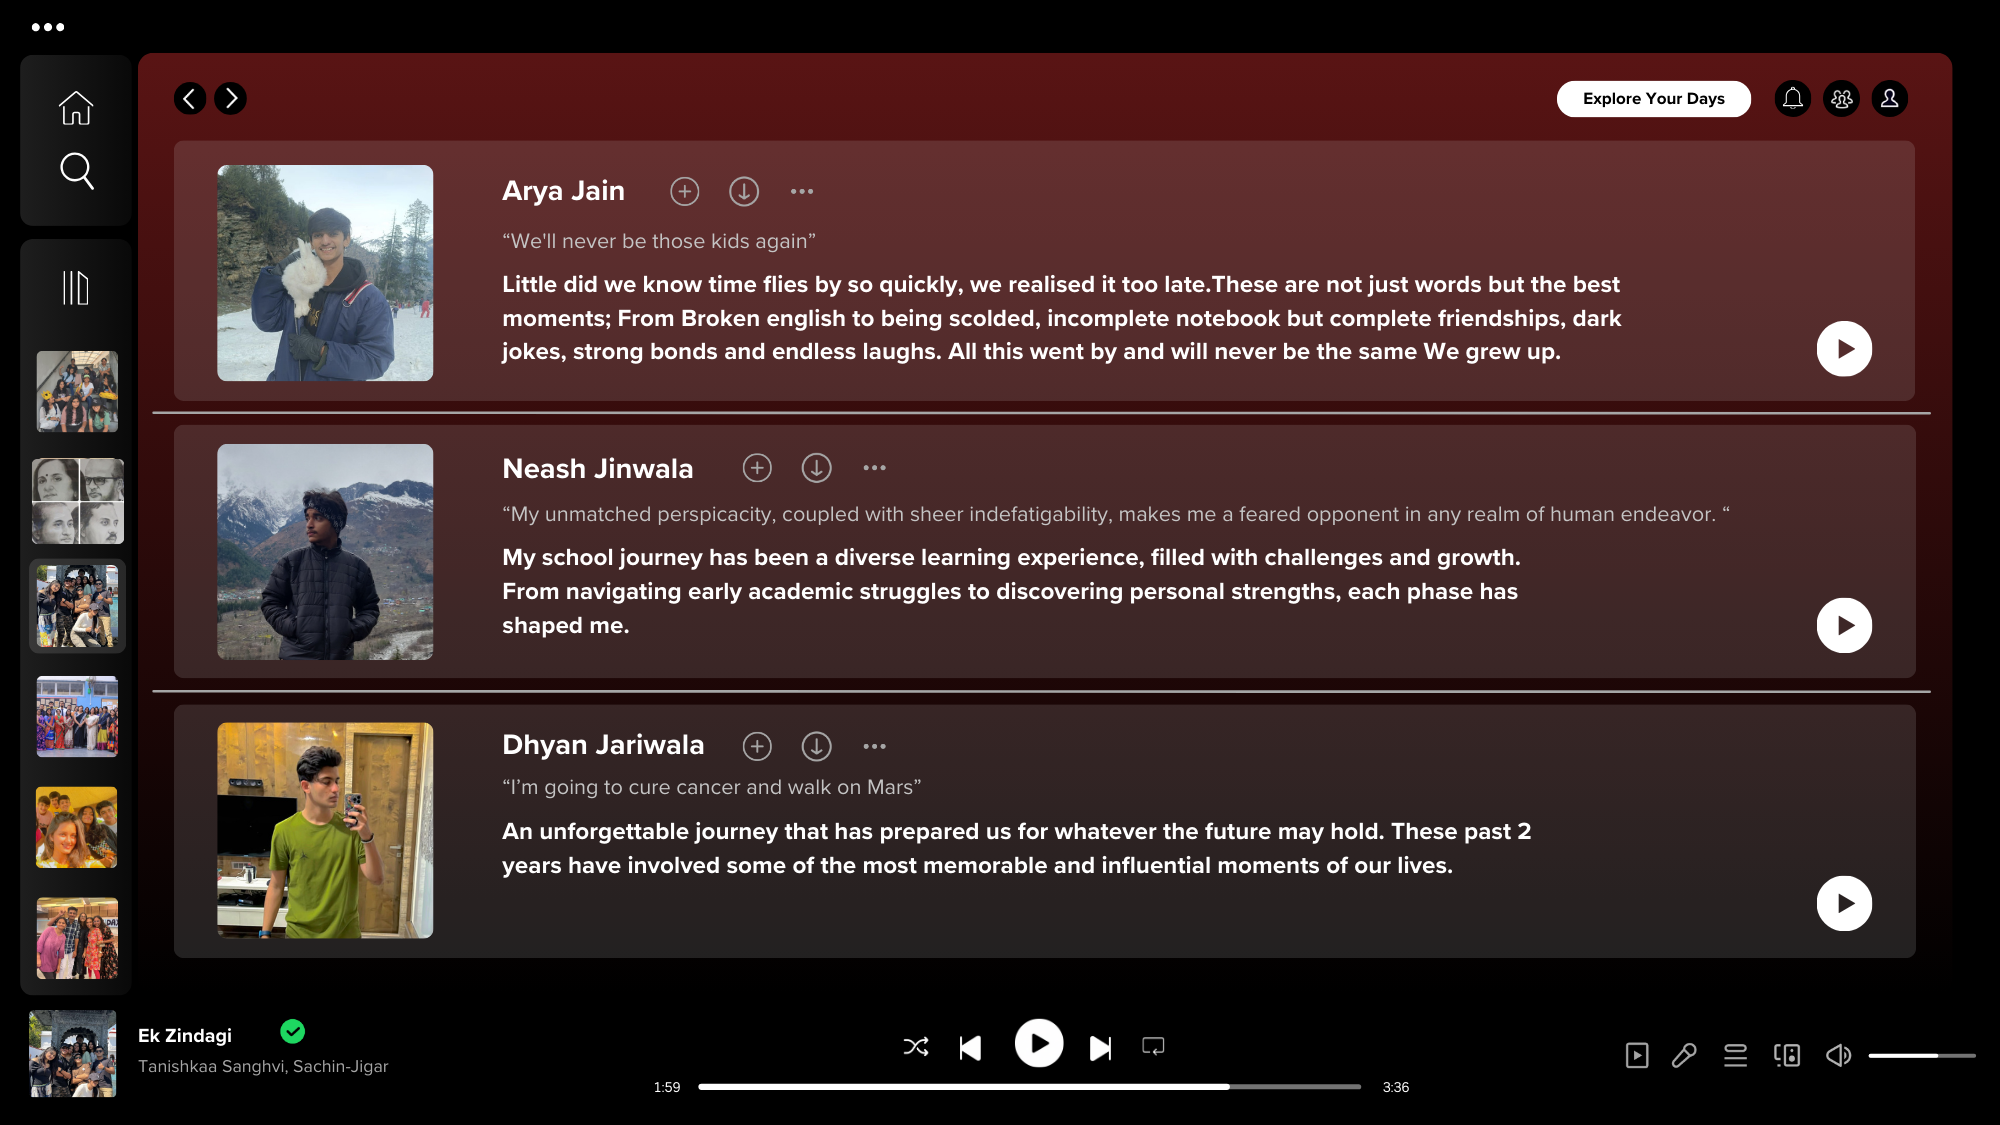 Explore Your Days
Arya Jain
“We'll never be those kids again”
Little did we know time flies by so quickly, we realised it too late.These are not just words but the best
moments; From Broken english to being scolded, incomplete notebook but complete friendships, dark
jokes, strong bonds and endless laughs. All this went by and will never be the same We grew up.
Neash Jinwala
“My unmatched perspicacity, coupled with sheer indefatigability, makes me a feared opponent in any realm of human endeavor. “
My school journey has been a diverse learning experience, filled with challenges and growth.
From navigating early academic struggles to discovering personal strengths, each phase has
shaped me.
Dhyan Jariwala
“I’m going to cure cancer and walk on Mars”
An unforgettable journey that has prepared us for whatever the future may hold. These past 2
years have involved some of the most memorable and influential moments of our lives.
Ek Zindagi
Tanishkaa Sanghvi, Sachin-Jigar
1:59
3:36